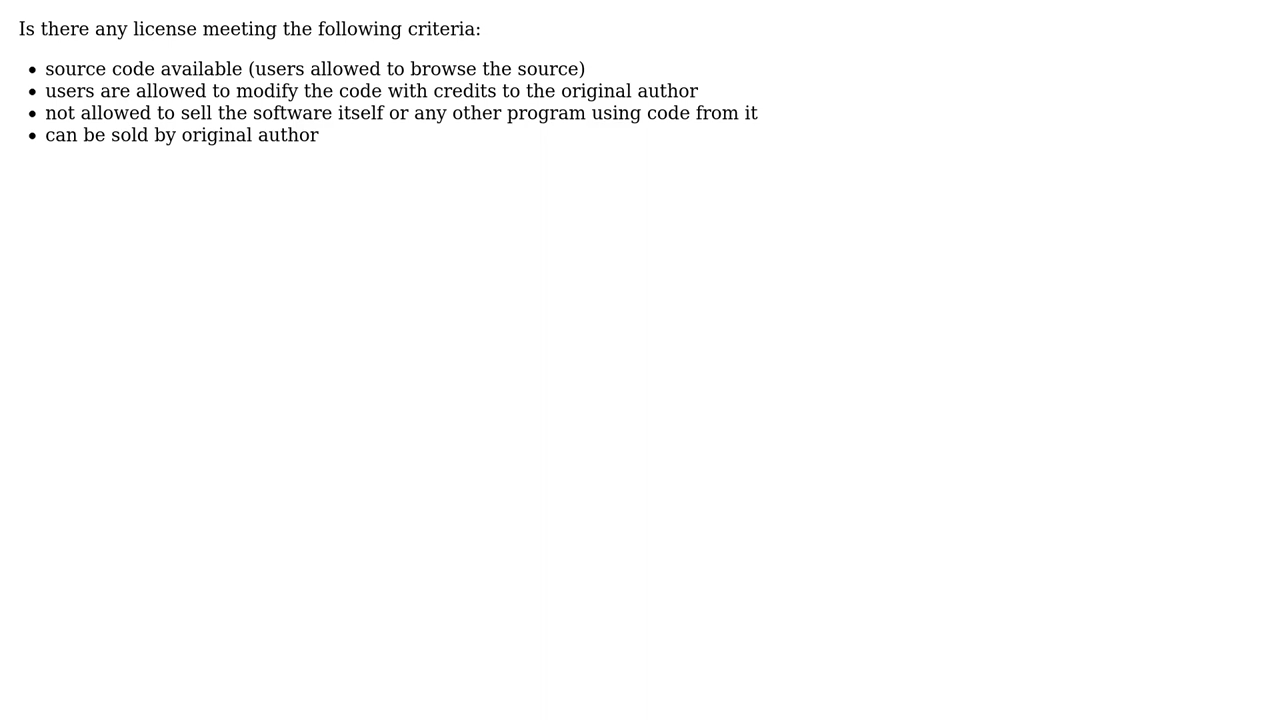 Is there any license meeting the following criteria:
• source code available (users allowed to browse the source)
• users are allowed to modify the code with credits to the original author
• not allowed to sell the software itself or any other program using code from it
• can be sold by original author